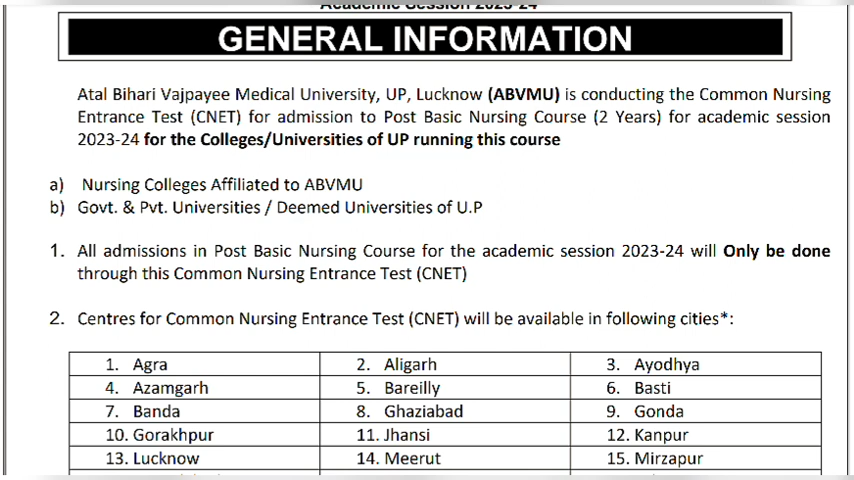 Academic Session 2023-24
GENERAL INFORMATION
Atal Bihari Vajpayee Medical University, UP, Lucknow (ABVMU) is conducting the Common Nursing
Entrance Test (CNET) for admission to Post Basic Nursing Course (2 Years) for academic session
2023-24 for the Colleges/Universities of UP running this course
a) Nursing Colleges Affiliated to ABVMU
b) Govt. & Pvt. Universities / Deemed Universities of U.P
1. All admissions in Post Basic Nursing Course for the academic session 2023-24 will Only be done
through this Common Nursing Entrance Test (CNET)
2. Centres for Common Nursing Entrance Test (CNET) will be available in following cities*:
1. Agra 2. Aligarh 3. Ayodhya
4. Azamgarh 5. Bareilly 6. Basti
7. Banda 8. Ghaziabad 9. Gonda
10. Gorakhpur 11. Jhansi 12. Kanpur
13. Lucknow 14. Meerut 15. Mirzapur